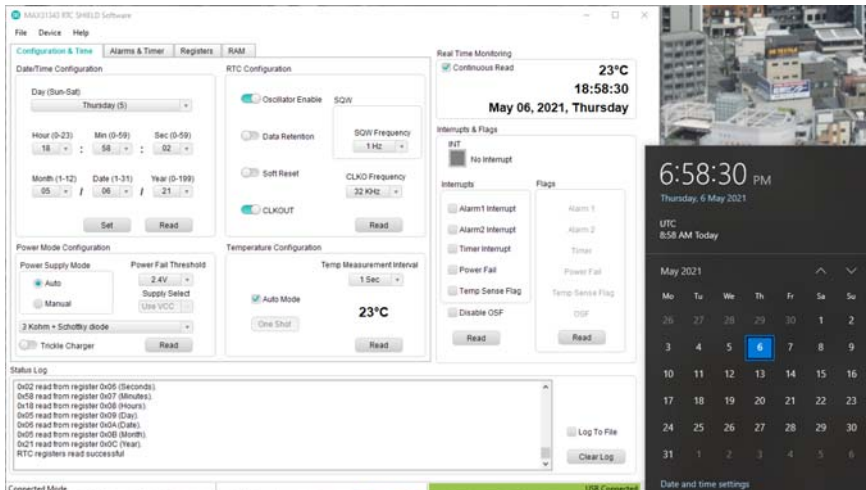 MAX31343 RTC SHIELD Software
File Device Help
Configuration & Time Alarms & Timer Registers RAM
Date/Time Configuration
Day (Sun-Sat)
Thursday (5)
Hour (0-23) Min (0-59) Sec (0-59)
18 : 58 : 02
Month (1-12) Date (1-31) Year (0-199)
05 / 06 / 21
Set Read
RTC Configuration
Oscillator Enable
Data Retention
Soft Reset
CLKOUT
SQW
SQW Frequency
1 Hz
CLKO Frequency
32 KHz
Read
Power Mode Configuration
Power Supply Mode
Auto
Manual
Power Fail Threshold
2.4V
Supply Select
Use VCC
3 Kohm + Schottky diode
Trickle Charger Read
Temperature Configuration
Temp Measurement Interval
1 Sec
Auto Mode
One Shot
23°C
Read
Real Time Monitoring
Continuous Read
23°C
18:58:30
May 06, 2021, Thursday
Interrupts & Flags
INT
No Interrupt
Interrupts
Alarm1 Interrupt
Alarm2 Interrupt
Timer Interrupt
Power Fail
Temp Sense Flag
Disable OSF
Read
Flags
Alarm 1
Alarm 2
Timer
Power Fail
Temp Sense Flag
OSF
Read
Status Log
0x02 read from register 0x06 (Seconds).
0x58 read from register 0x07 (Minutes).
0x18 read from register 0x08 (Hours).
0x05 read from register 0x09 (Day).
0x06 read from register 0x0A (Date).
0x05 read from register 0x0B (Month).
0x21 read from register 0x0C (Year).
RTC registers read successful
Log To File
Clear Log
Connected Mode USB Connected
6:58:30 PM
Thursday, 6 May 2021
UTC
8:58 AM Today
May 2021
Mo Tu We Th Fr Sa Su
26 27 28 29 30 1 2
3 4 5 6 7 8 9
10 11 12 13 14 15 16
17 18 19 20 21 22 23
24 25 26 27 28 29 30
31 1 2 3 4 5 6
Date and time settings